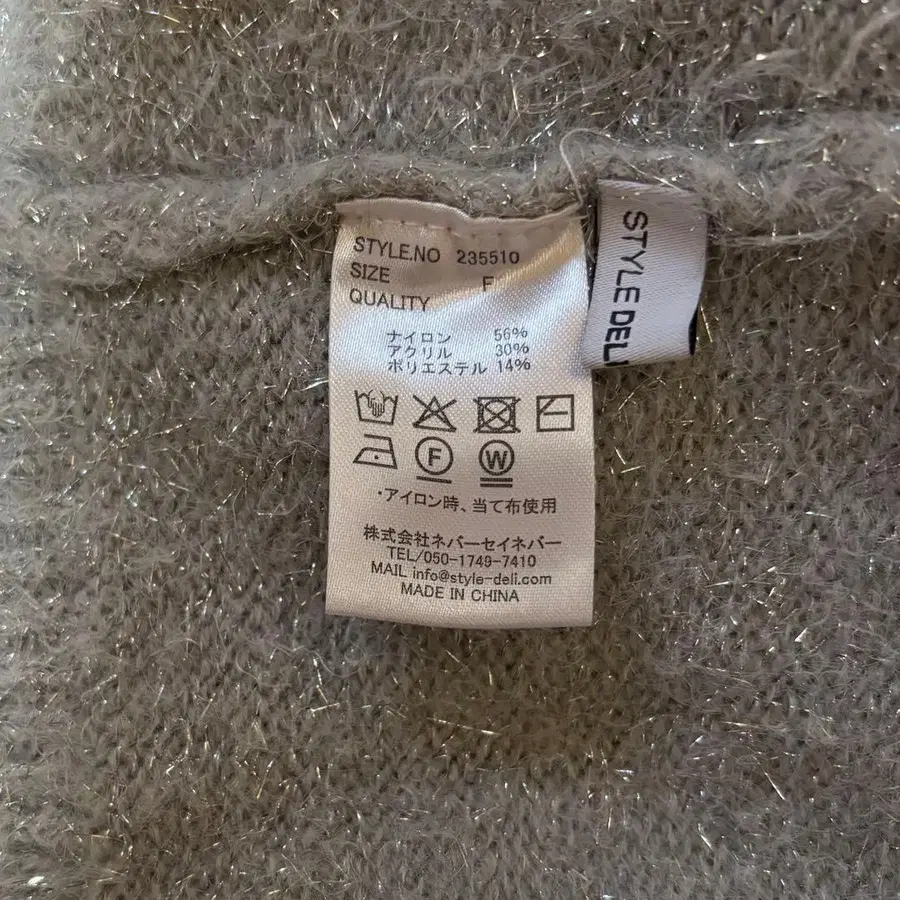 STYLE.NO 235510
SIZE F
QUALITY
ナイロン 56%
アクリル 30%
ポリエステル 14%
F W
・アイロン時、当て布使用
株式会社ネバーセイネバー
TEL/050-1749-7410
MAIL info@style-deli.com
MADE IN CHINA
STYLE